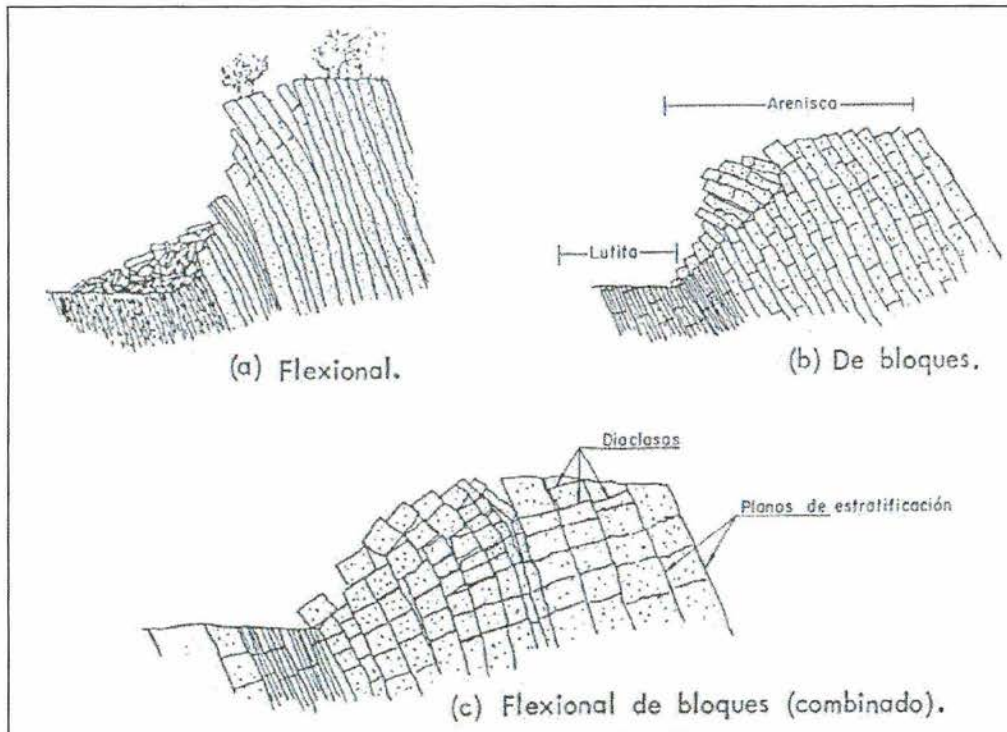 Arenisca
Lutita
(a) Flexional.
(b) De bloques.
Diaclasas
Planos de estratificación
(c) Flexional de bloques (combinado).